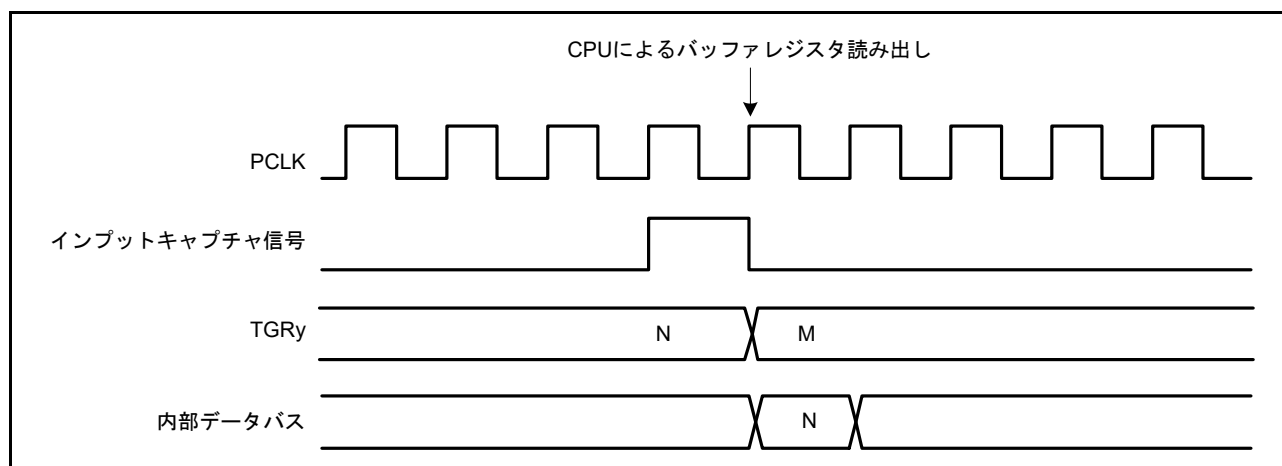 CPUによるバッファレジスタ読み出し
PCLK
インプットキャプチャ信号
TGRy
N
M
内部データバス
N